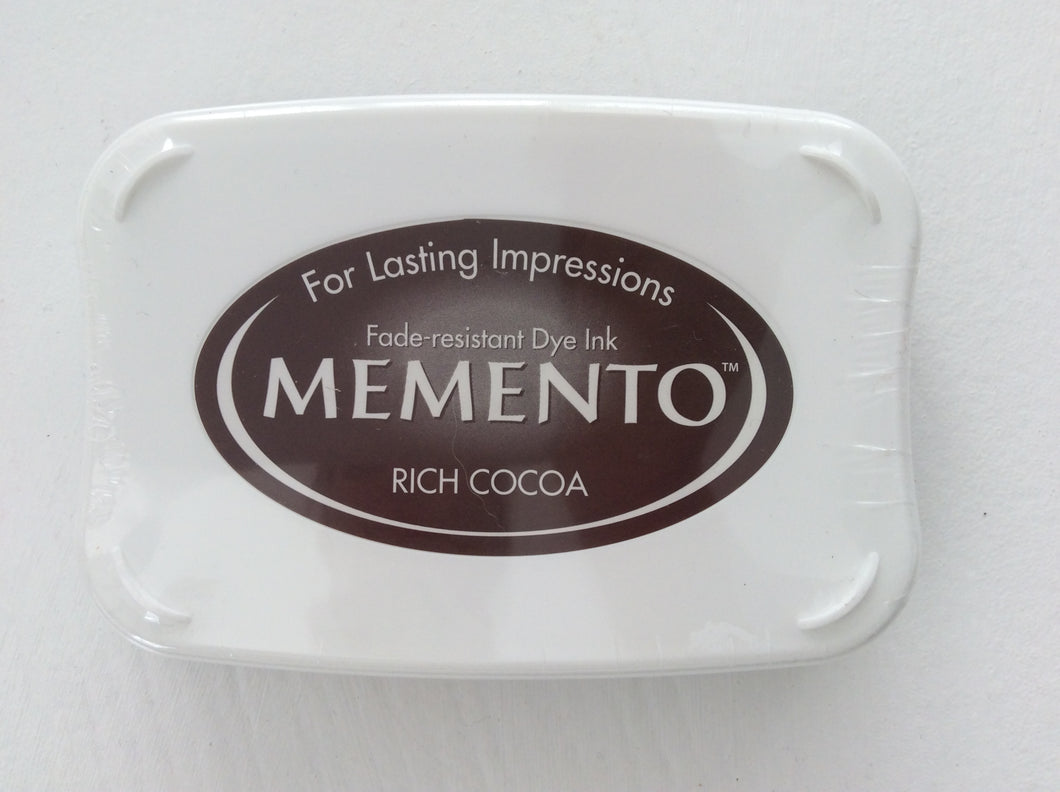 For Lasting Impressions
Fade-resistant Dye Ink
MEMENTO™
RICH COCOA